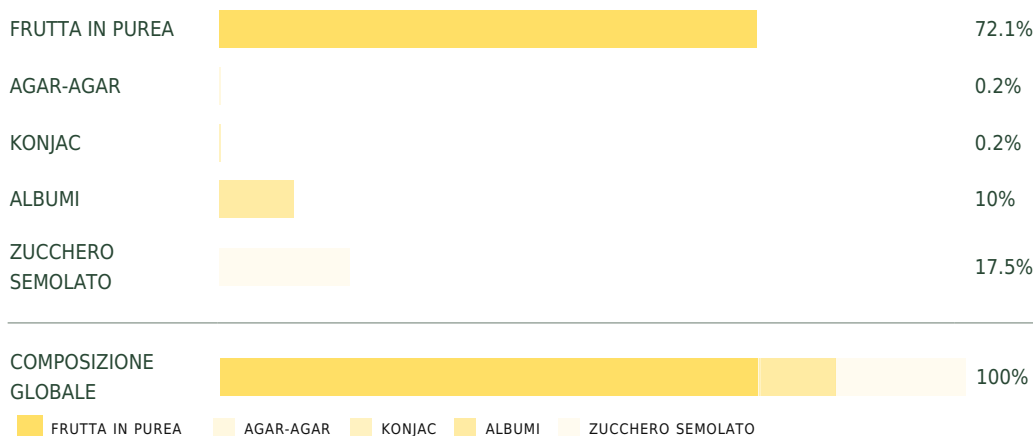 FRUTTA IN PUREA 72.1%
AGAR-AGAR 0.2%
KONJAC 0.2%
ALBUMI 10%
ZUCCHERO
SEMOLATO 17.5%
COMPOSIZIONE
GLOBALE 100%
FRUTTA IN PUREA AGAR-AGAR KONJAC ALBUMI ZUCCHERO SEMOLATO